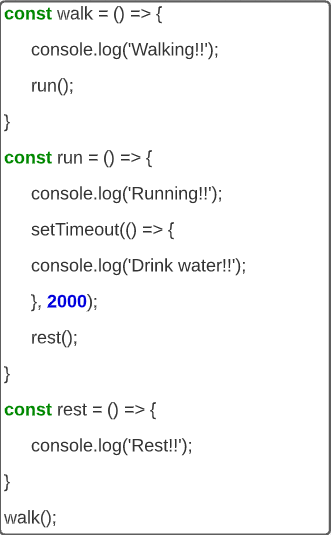 const walk = () => {
console.log('Walking!!');
run();
}
const run = () => {
console.log('Running!!');
setTimeout(() => {
console.log('Drink water!!');
}, 2000);
rest();
}
const rest = () => {
console.log('Rest!!');
}
walk();